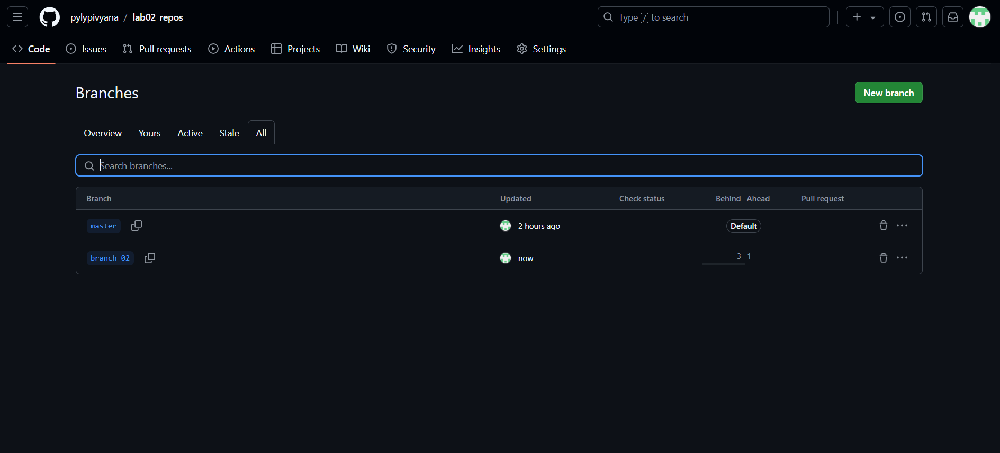 pylypivyana / lab02_repos
Type / to search
Code Issues Pull requests Actions Projects Wiki Security Insights Settings
Branches
New branch
Overview Yours Active Stale All
Search branches...
Branch Updated Check status Behind Ahead Pull request
master 2 hours ago Default
branch_02 now 3 1